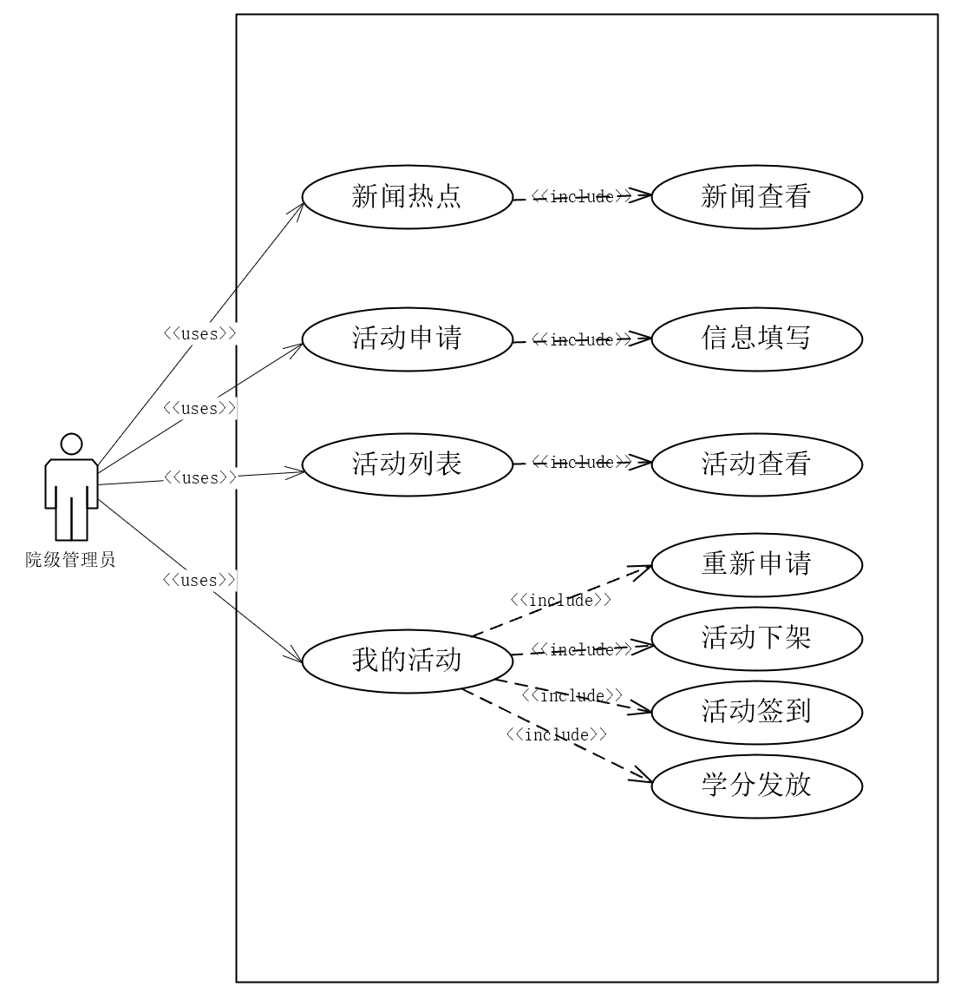 新闻热点
<<include>>
新闻查看
<<uses>>
活动申请
<<include>>
信息填写
<<uses>>
活动列表
<<include>>
活动查看
<<uses>>
院级管理员
<<uses>>
我的活动
<<include>>
重新申请
<<include>>
活动下架
<<include>>
活动签到
<<include>>
学分发放